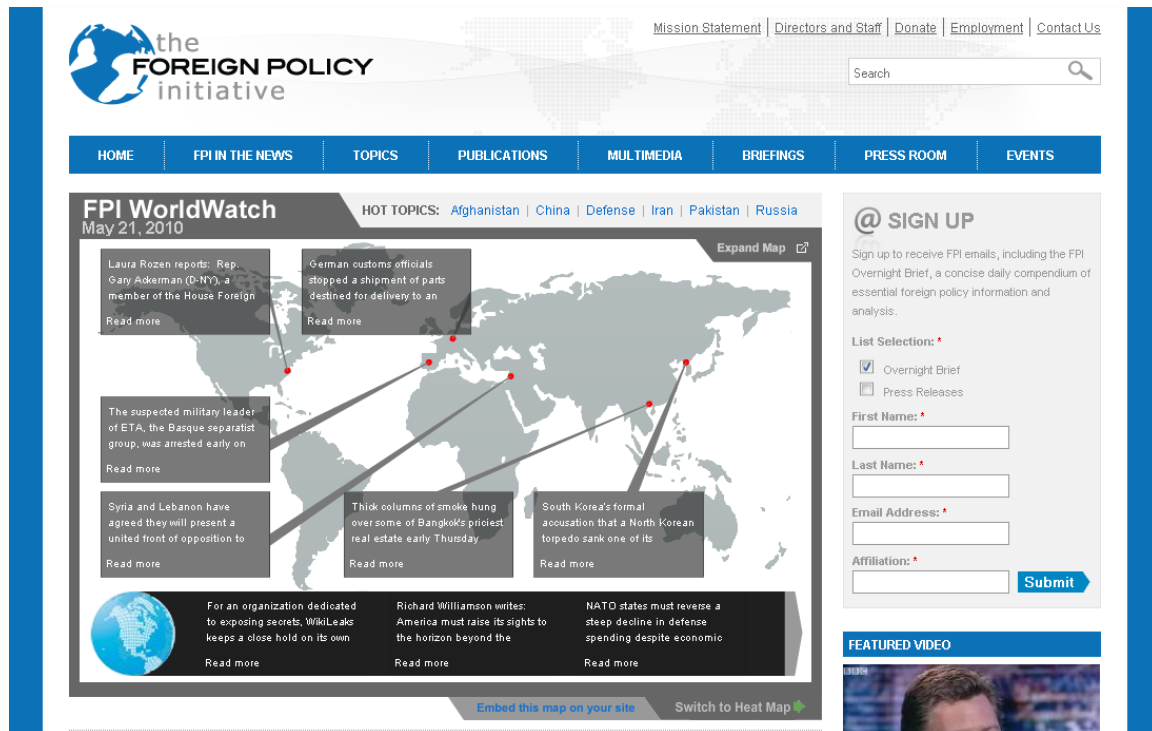 Mission Statement | Directors and Staff | Donate | Employment | Contact Us
the
FOREIGN POLICY
initiative
Search
HOME FPI IN THE NEWS TOPICS PUBLICATIONS MULTIMEDIA BRIEFINGS PRESS ROOM EVENTS
FPI WorldWatch
May 21, 2010
HOT TOPICS: Afghanistan | China | Defense | Iran | Pakistan | Russia
Expand Map
Laura Rozen reports: Rep.
Gary Ackerman (D-NY), a
member of the House Foreign
Read more
German customs officials
stopped a shipment of parts
destined for delivery to an
Read more
The suspected military leader
of ETA, the Basque separatist
group, was arrested early on
Read more
Syria and Lebanon have
agreed they will present a
united front of opposition to
Read more
Thick columns of smoke hung
over some of Bangkok's priciest
real estate early Thursday
Read more
South Korea's formal
accusation that a North Korean
torpedo sank one of its
Read more
For an organization dedicated
to exposing secrets, WikiLeaks
keeps a close hold on its own
Read more
Richard Williamson writes:
America must raise its sights to
the horizon beyond the
Read more
NATO states must reverse a
steep decline in defense
spending despite economic
Read more
Embed this map on your site
Switch to Heat Map
@ SIGN UP
Sign up to receive FPI emails, including the FPI
Overnight Brief, a concise daily compendium of
essential foreign policy information and
analysis.
List Selection: *
Overnight Brief
Press Releases
First Name: *
Last Name: *
Email Address: *
Affiliation: *
Submit
FEATURED VIDEO
BBC